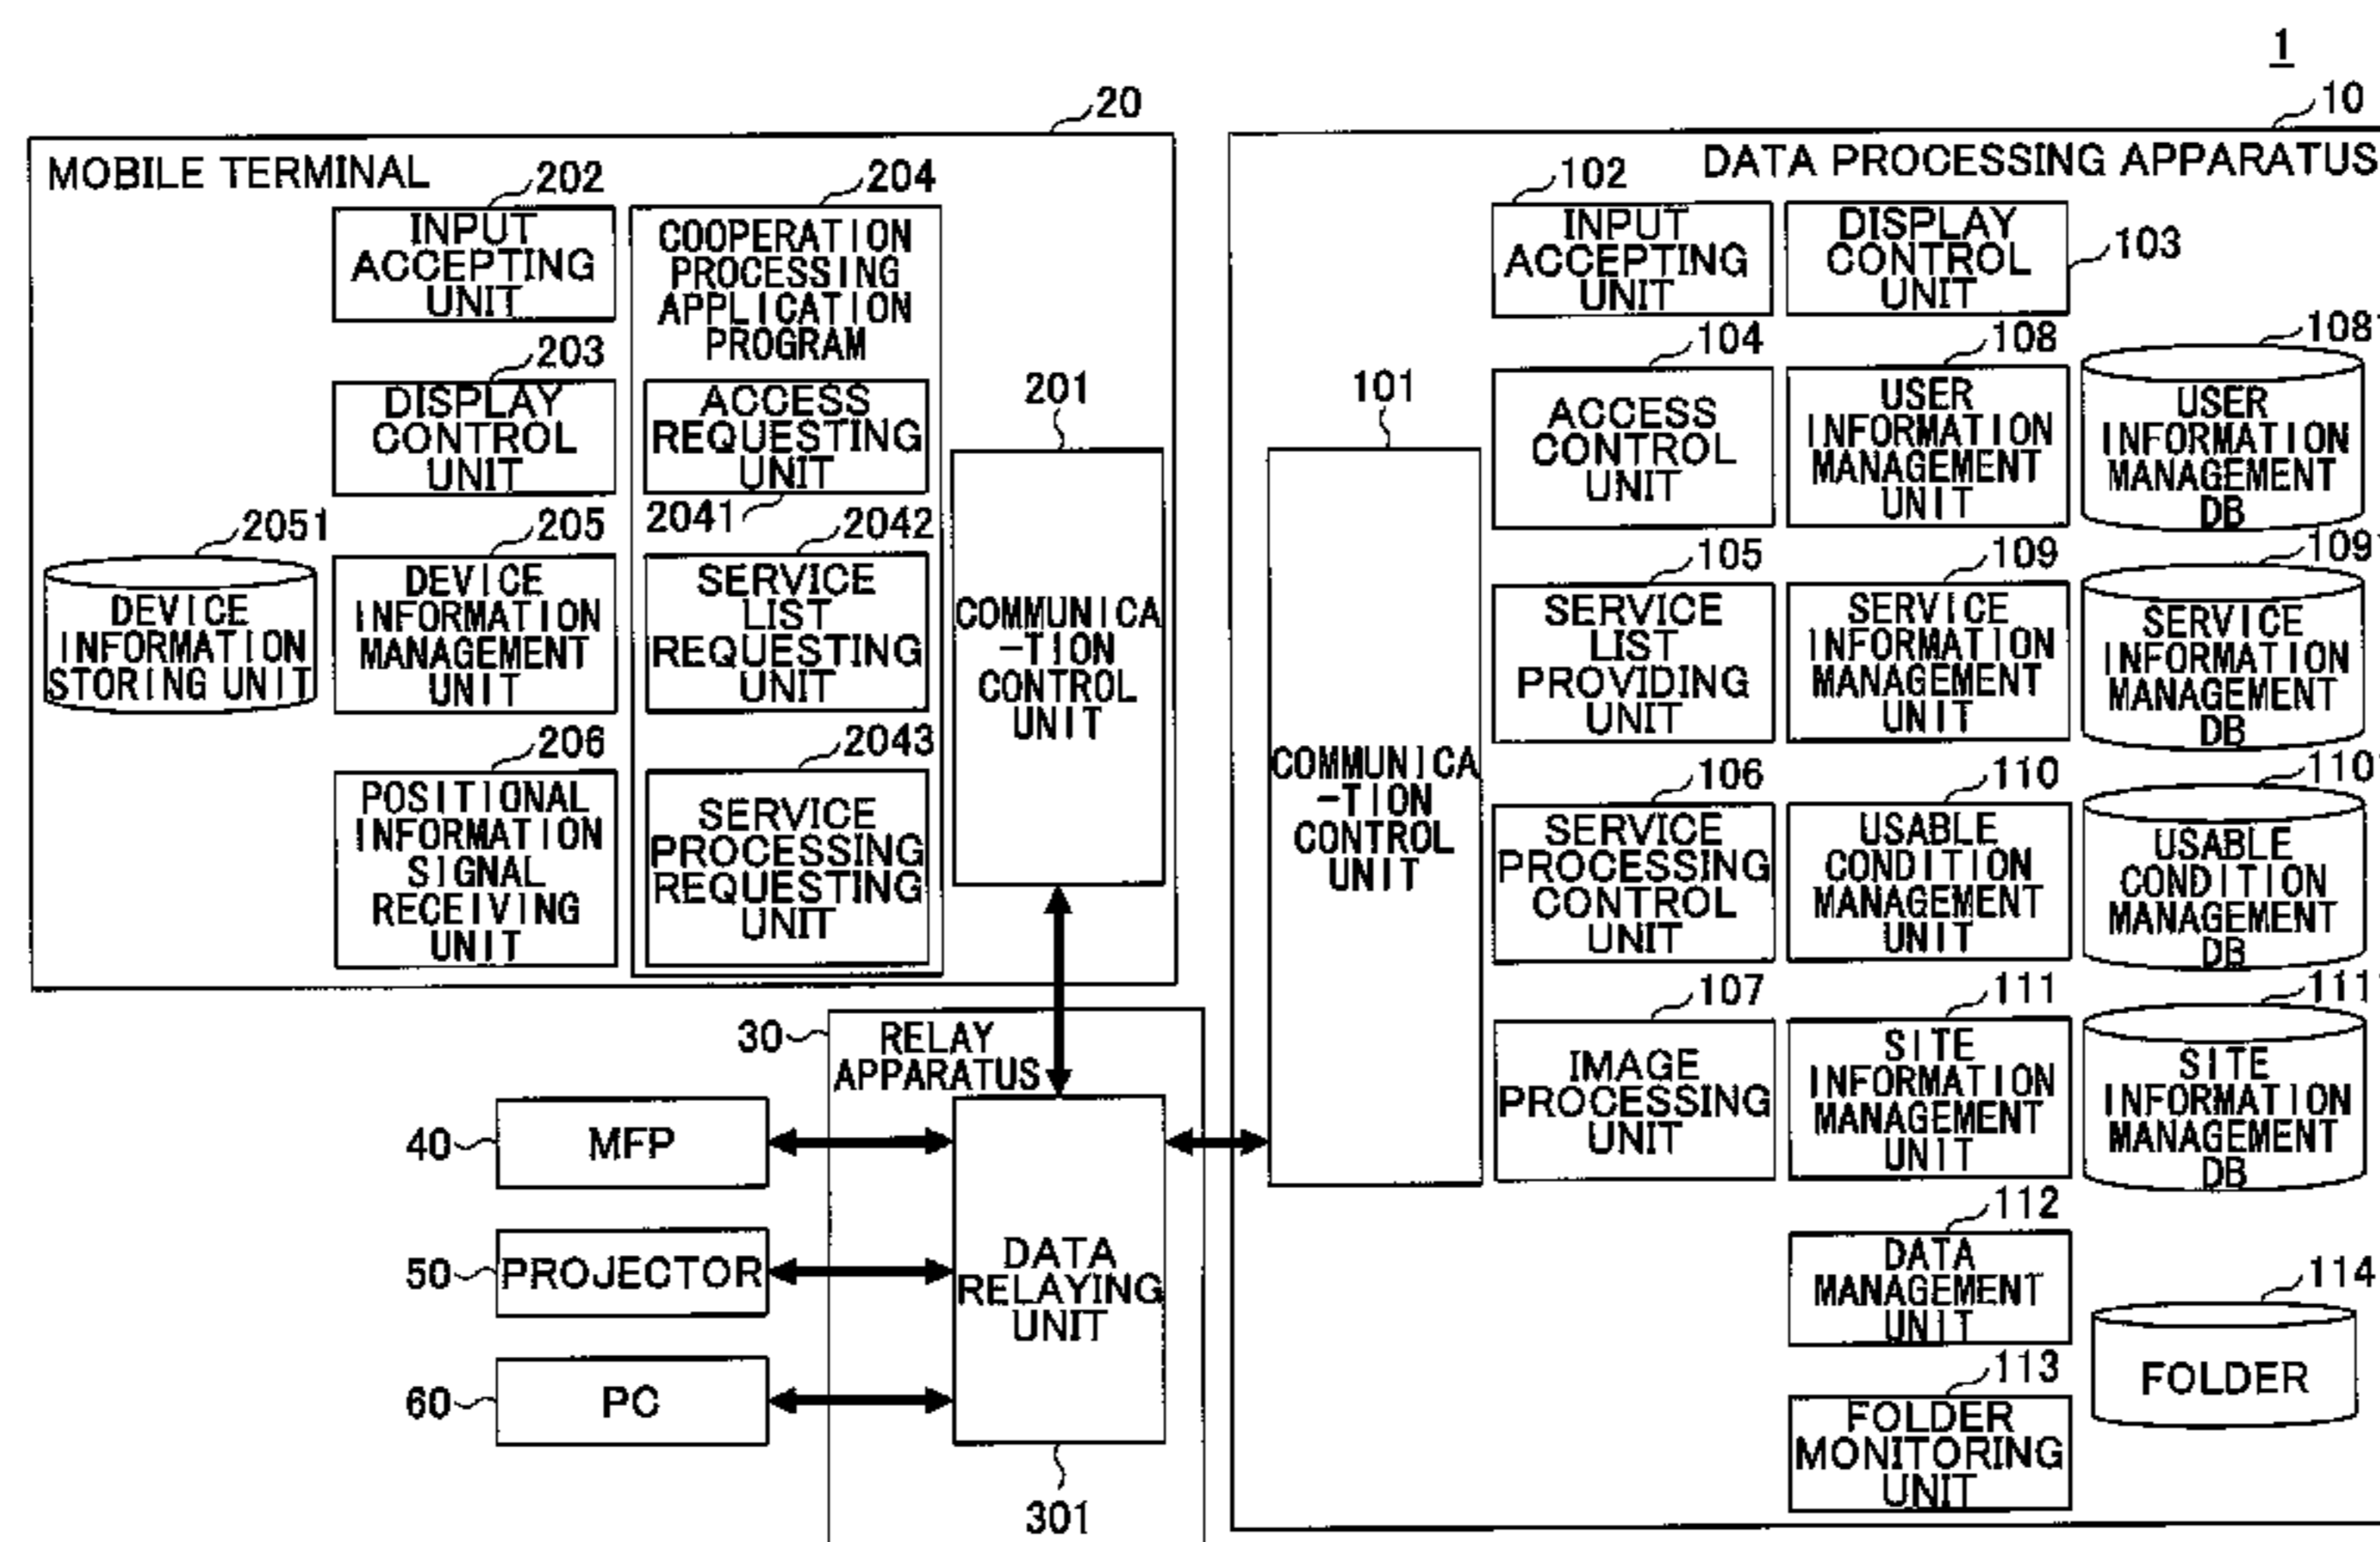 1
20
10
MOBILE TERMINAL
202
INPUT
ACCEPTING
UNIT
203
DISPLAY
CONTROL
UNIT
2051
DEVICE
INFORMATION
STORING UNIT
205
DEVICE
INFORMATION
MANAGEMENT
UNIT
206
POSITIONAL
INFORMATION
SIGNAL
RECEIVING
UNIT
204
COOPERATION
PROCESSING
APPLICATION
PROGRAM
ACCESS
REQUESTING
UNIT
2041
2042
SERVICE
LIST
REQUESTING
UNIT
2043
SERVICE
PROCESSING
REQUESTING
UNIT
201
COMMUNICA
-TION
CONTROL
UNIT
30
RELAY
APPARATUS
40
MFP
50
PROJECTOR
60
PC
DATA
RELAYING
UNIT
301
DATA PROCESSING APPARATUS
101
COMMUNICA
-TION
CONTROL
UNIT
102
INPUT
ACCEPTING
UNIT
DISPLAY
CONTROL
UNIT
103
104
ACCESS
CONTROL
UNIT
108
USER
INFORMATION
MANAGEMENT
UNIT
USER
INFORMATION
MANAGEMENT
DB
105
SERVICE
LIST
PROVIDING
UNIT
109
SERVICE
INFORMATION
MANAGEMENT
UNIT
SERVICE
INFORMATION
MANAGEMENT
DB
106
SERVICE
PROCESSING
CONTROL
UNIT
110
USABLE
CONDITION
MANAGEMENT
UNIT
USABLE
CONDITION
MANAGEMENT
DB
107
IMAGE
PROCESSING
UNIT
111
SITE
INFORMATION
MANAGEMENT
UNIT
SITE
INFORMATION
MANAGEMENT
DB
112
DATA
MANAGEMENT
UNIT
114
FOLDER
113
FOLDER
MONITORING
UNIT